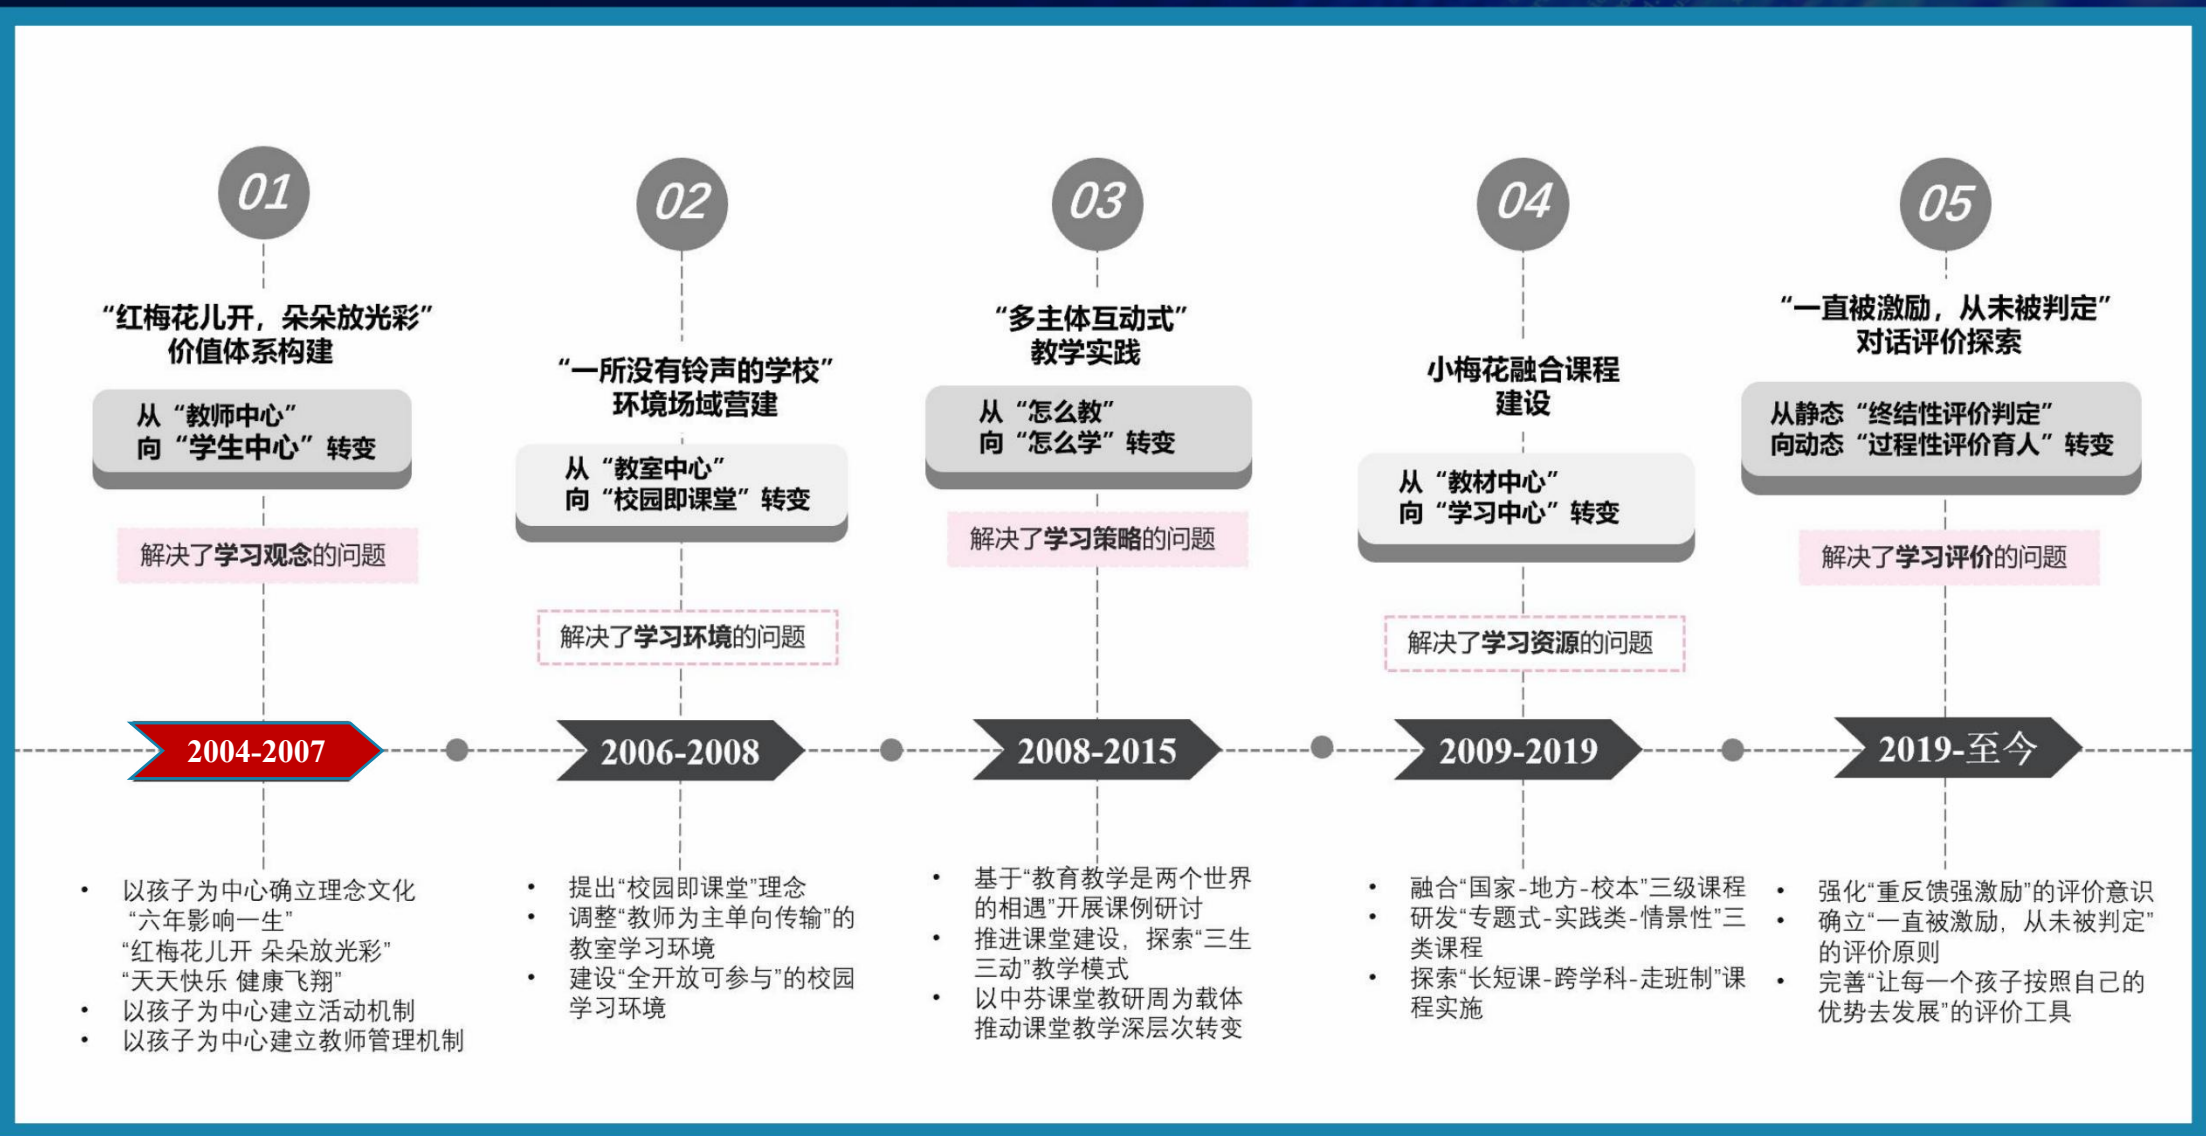 01
“红梅花儿开，朵朵放光彩”
价值体系构建
从“教师中心”
向“学生中心”转变
解决了学习观念的问题
2004-2007
• 以孩子为中心确立理念文化
“六年影响一生”
“红梅花儿开 朵朵放光彩”
“天天快乐 健康飞翔”
• 以孩子为中心建立活动机制
• 以孩子为中心建立教师管理机制
02
“一所没有铃声的学校”
环境场域营建
从“教室中心”
向“校园即课堂”转变
解决了学习环境的问题
2006-2008
• 提出“校园即课堂”理念
• 调整“教师为主单向传输”的
教室学习环境
• 建设“全开放可参与”的校园
学习环境
03
“多主体互动式”
教学实践
从“怎么教”
向“怎么学”转变
解决了学习策略的问题
2008-2015
• 基于“教育教学是两个世界
的相遇”开展课例研讨
• 推进课堂建设，探索“三生
三动”教学模式
• 以中芬课堂教研周为载体
推动课堂教学深层次转变
04
小梅花融合课程
建设
从“教材中心”
向“学习中心”转变
解决了学习资源的问题
2009-2019
• 融合“国家-地方-校本”三级课程
• 研发“专题式-实践类-情景性”三
类课程
• 探索“长短课-跨学科-走班制”课
程实施
05
“一直被激励，从未被判定”
对话评价探索
从静态“终结性评价判定”
向动态“过程性评价育人”转变
解决了学习评价的问题
2019-至今
• 强化“重反馈强激励”的评价意识
• 确立“一直被激励，从未被判定”
的评价原则
• 完善“让每一个孩子按照自己的
优势去发展”的评价工具